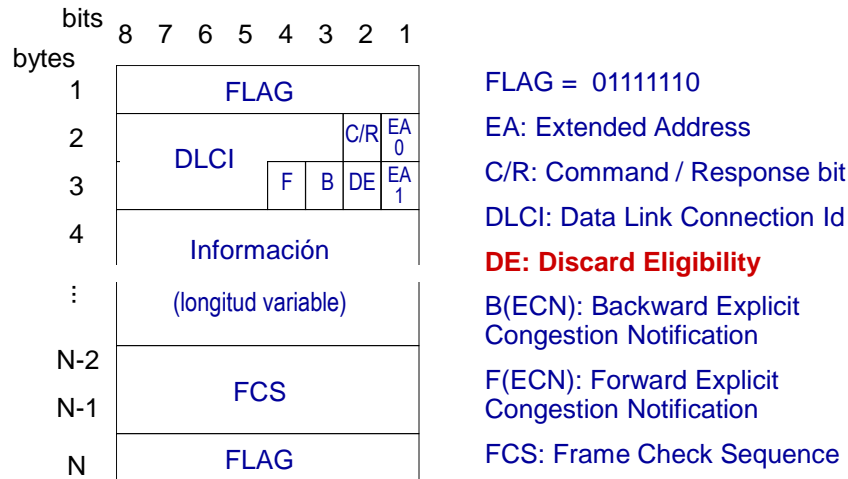 bits
8 7 6 5 4 3 2 1
bytes
1 FLAG
2 C/R EA
0
DLCI
3 F B DE EA
1
4
Información
⋮ (longitud variable)
N-2
FCS
N-1
N FLAG
FLAG = 01111110
EA: Extended Address
C/R: Command / Response bit
DLCI: Data Link Connection Id
DE: Discard Eligibility
B(ECN): Backward Explicit
Congestion Notification
F(ECN): Forward Explicit
Congestion Notification
FCS: Frame Check Sequence